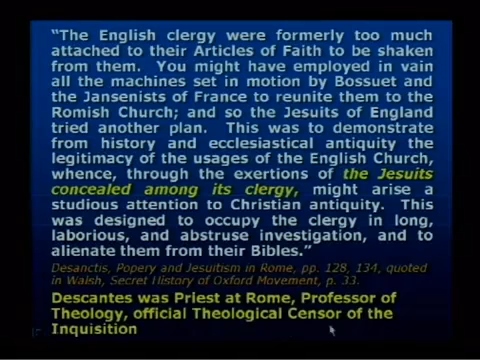 "The English clergy were formerly too much
attached to their Articles of Faith to be shaken
from them.  You might have employed in vain
all the machines set in motion by Bossuet and
the Jansenists of France to reunite them to the
Romish Church; and so the Jesuits of England
tried another plan.  This was to demonstrate
from history and ecclesiastical antiquity the
legitimacy of the usages of the English Church,
whence, through the exertions of the Jesuits
concealed among its clergy, might arise a
studious attention to Christian antiquity.  This
was designed to occupy the clergy in long,
laborious, and abstruse investigation, and to
alienate them from their Bibles."
Desanctis, Popery and Jesuitism in Rome, pp. 128, 134, quoted
in Walsh, Secret History of Oxford Movement, p. 33.
Descantes was Priest at Rome, Professor of
Theology, official Theological Censor of the
Inquisition